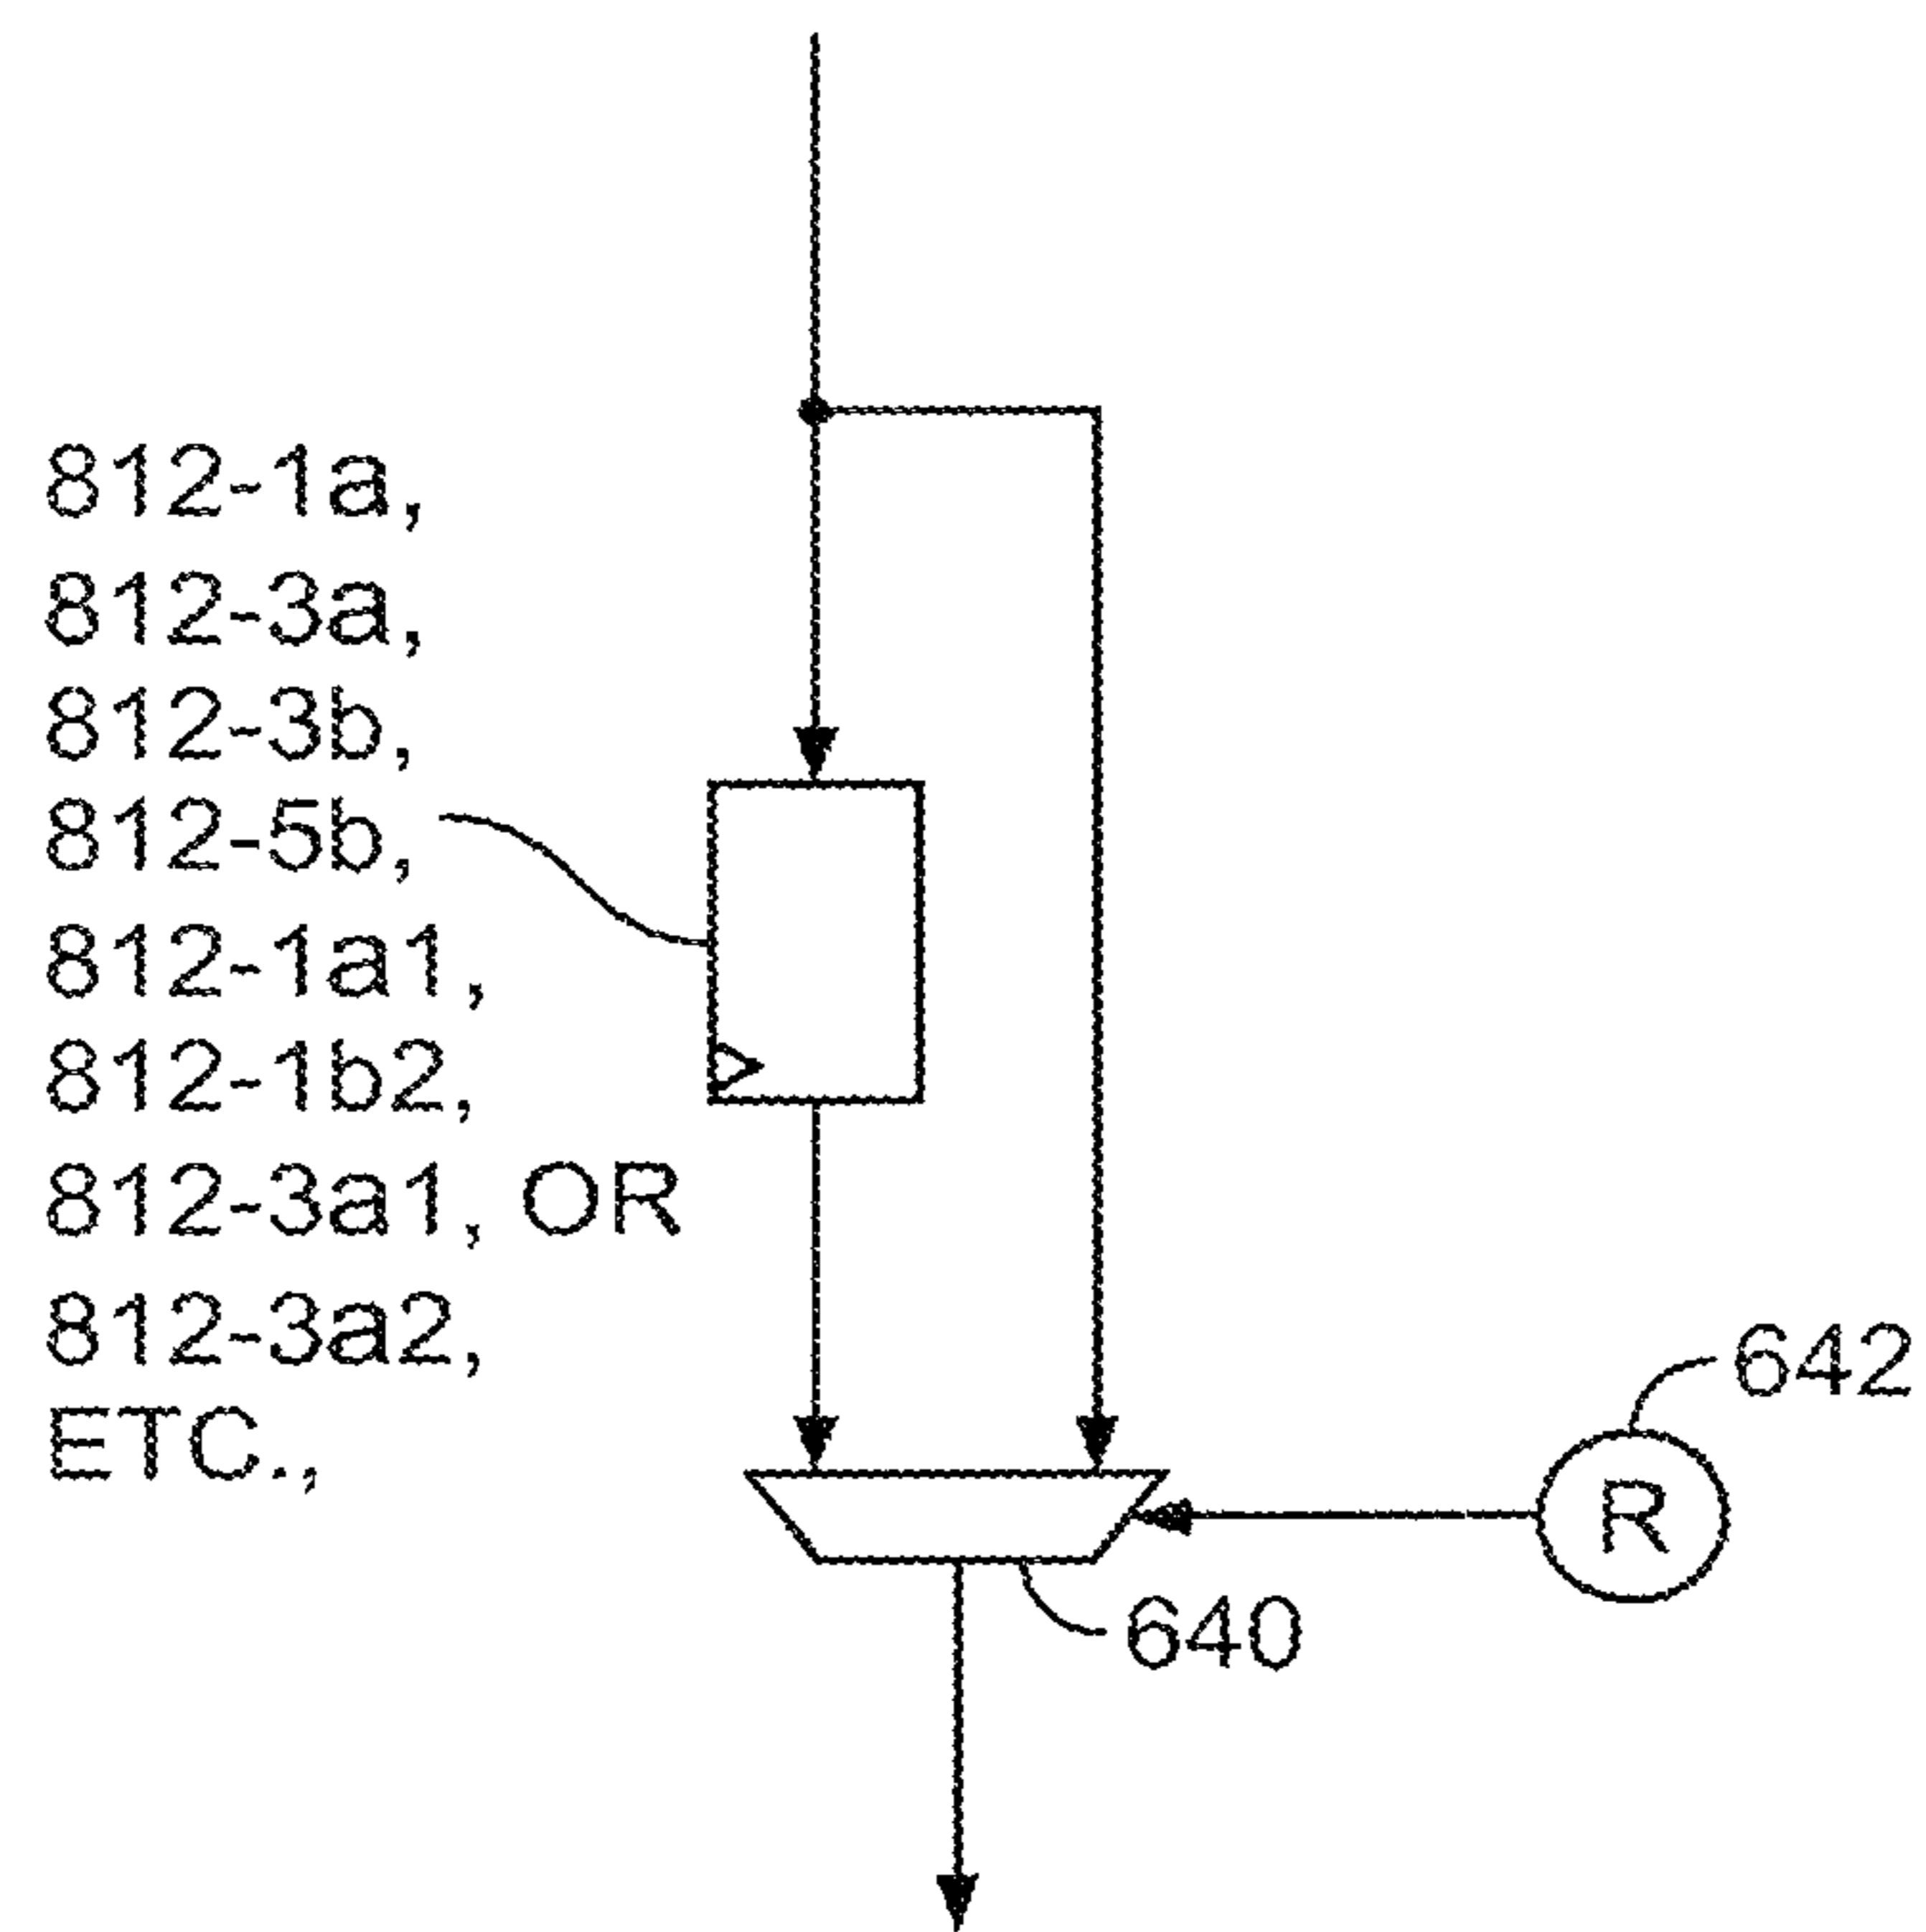 812-1a,
812-3a,
812-3b,
812-5b,
812-1a1,
812-1b2,
812-3a1, OR
812-3a2,
ETC.,
642
R
640